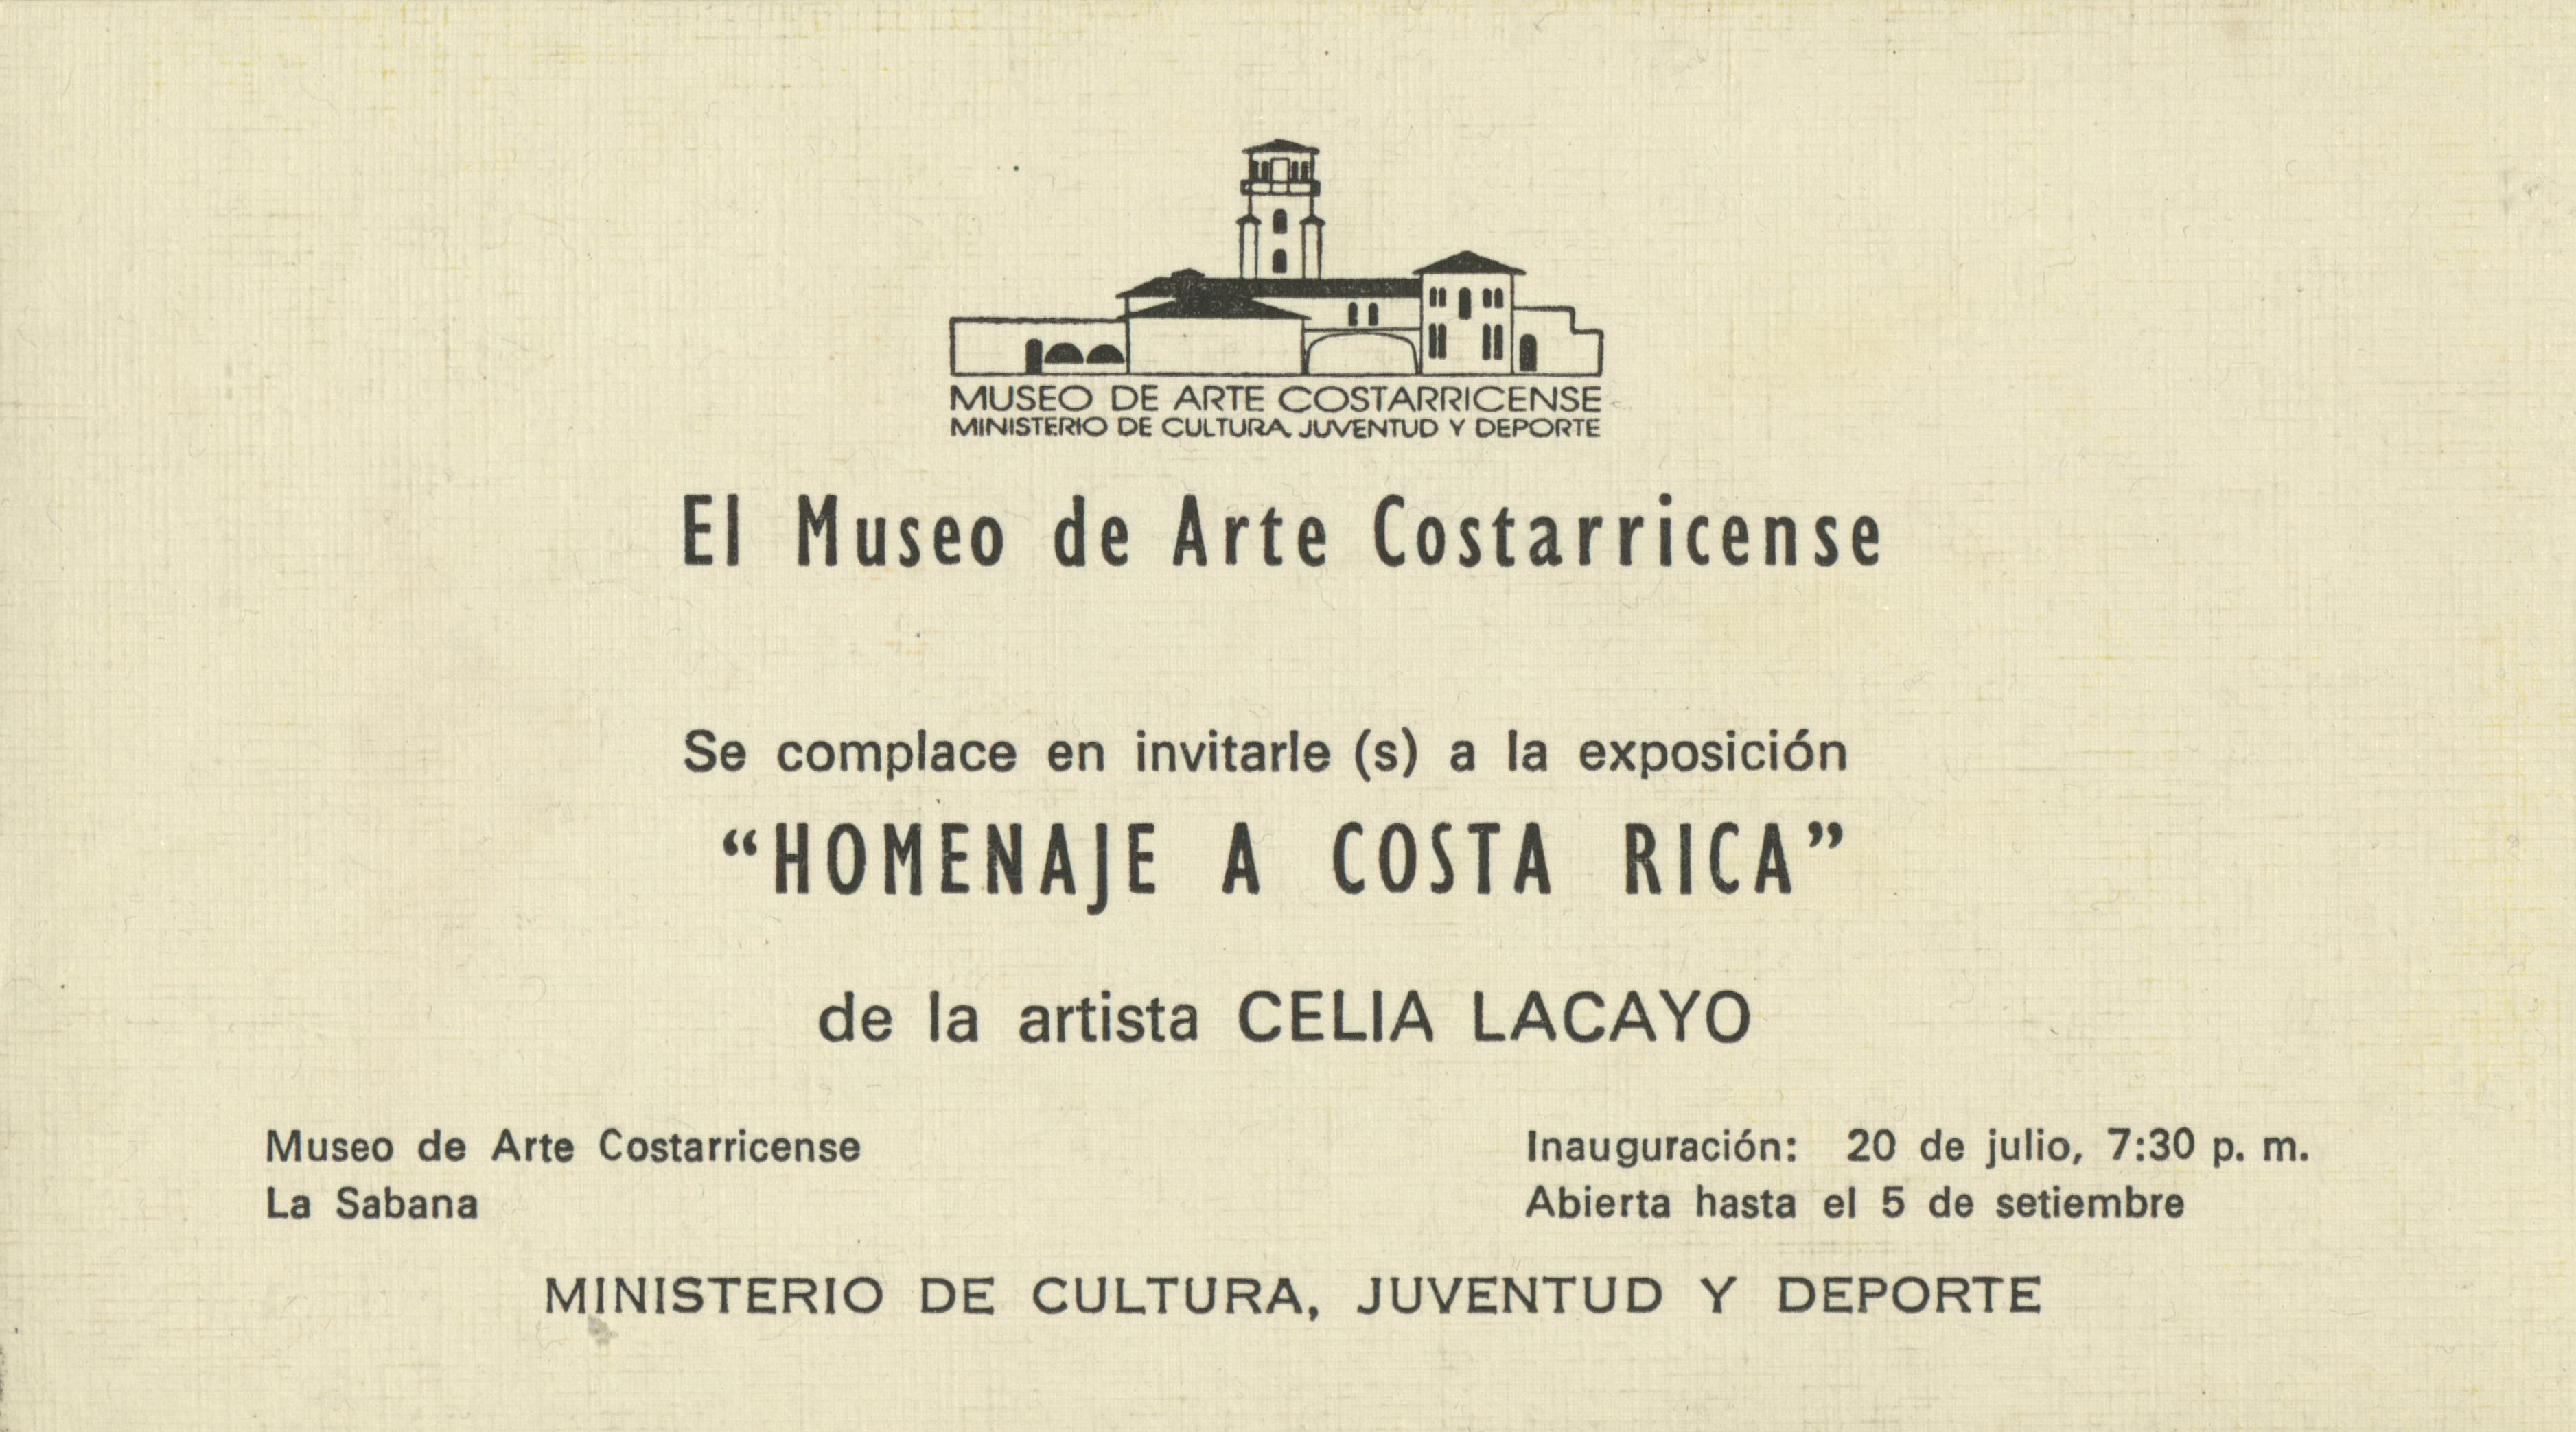 MUSEO DE ARTE COSTARRICENSE
MINISTERIO DE CULTURA JUVENTUD Y DEPORTE
El Museo de Arte Costarricense
Se complace en invitarle (s) a la exposición
“HOMENAJE A COSTA RICA”
de la artista CELIA LACAYO
Museo de Arte Costarricense
La Sabana
Inauguración: 20 de julio, 7:30 p. m.
Abierta hasta el 5 de setiembre
MINISTERIO DE CULTURA, JUVENTUD Y DEPORTE